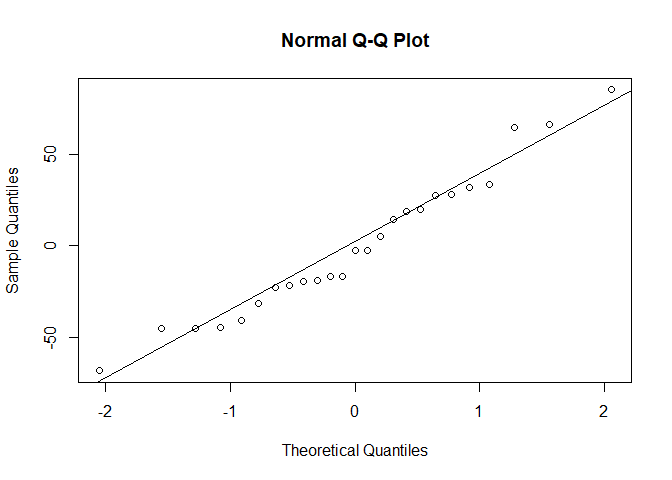 Normal Q-Q Plot
Sample Quantiles
50
0
-50
-2 -1 0 1 2
Theoretical Quantiles